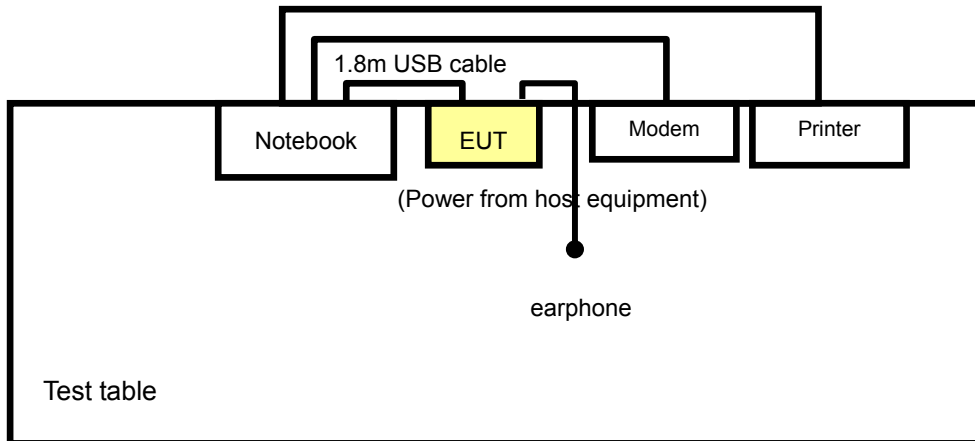 1.8m USB cable
Notebook
EUT
Modem
Printer
(Power from host equipment)
earphone
Test table